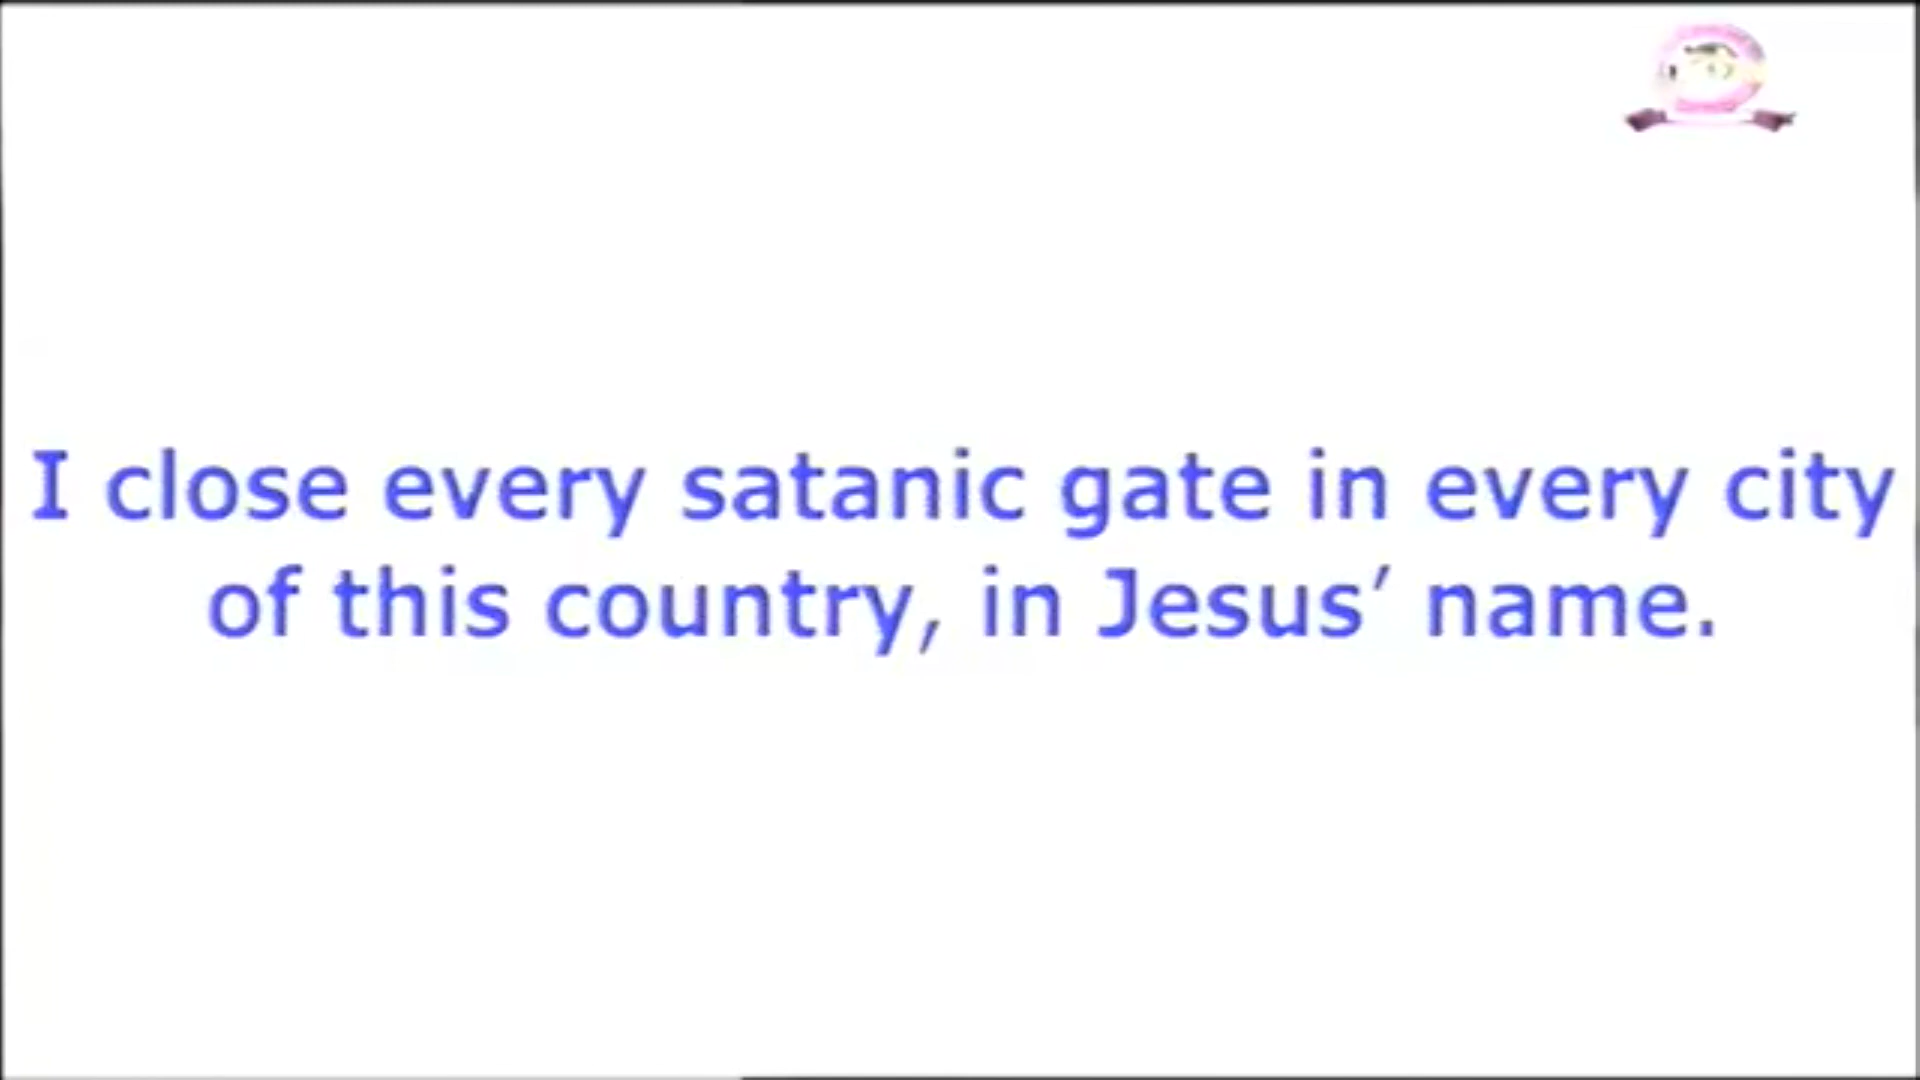 I close every satanic gate in every city
of this country, in Jesus’ name.